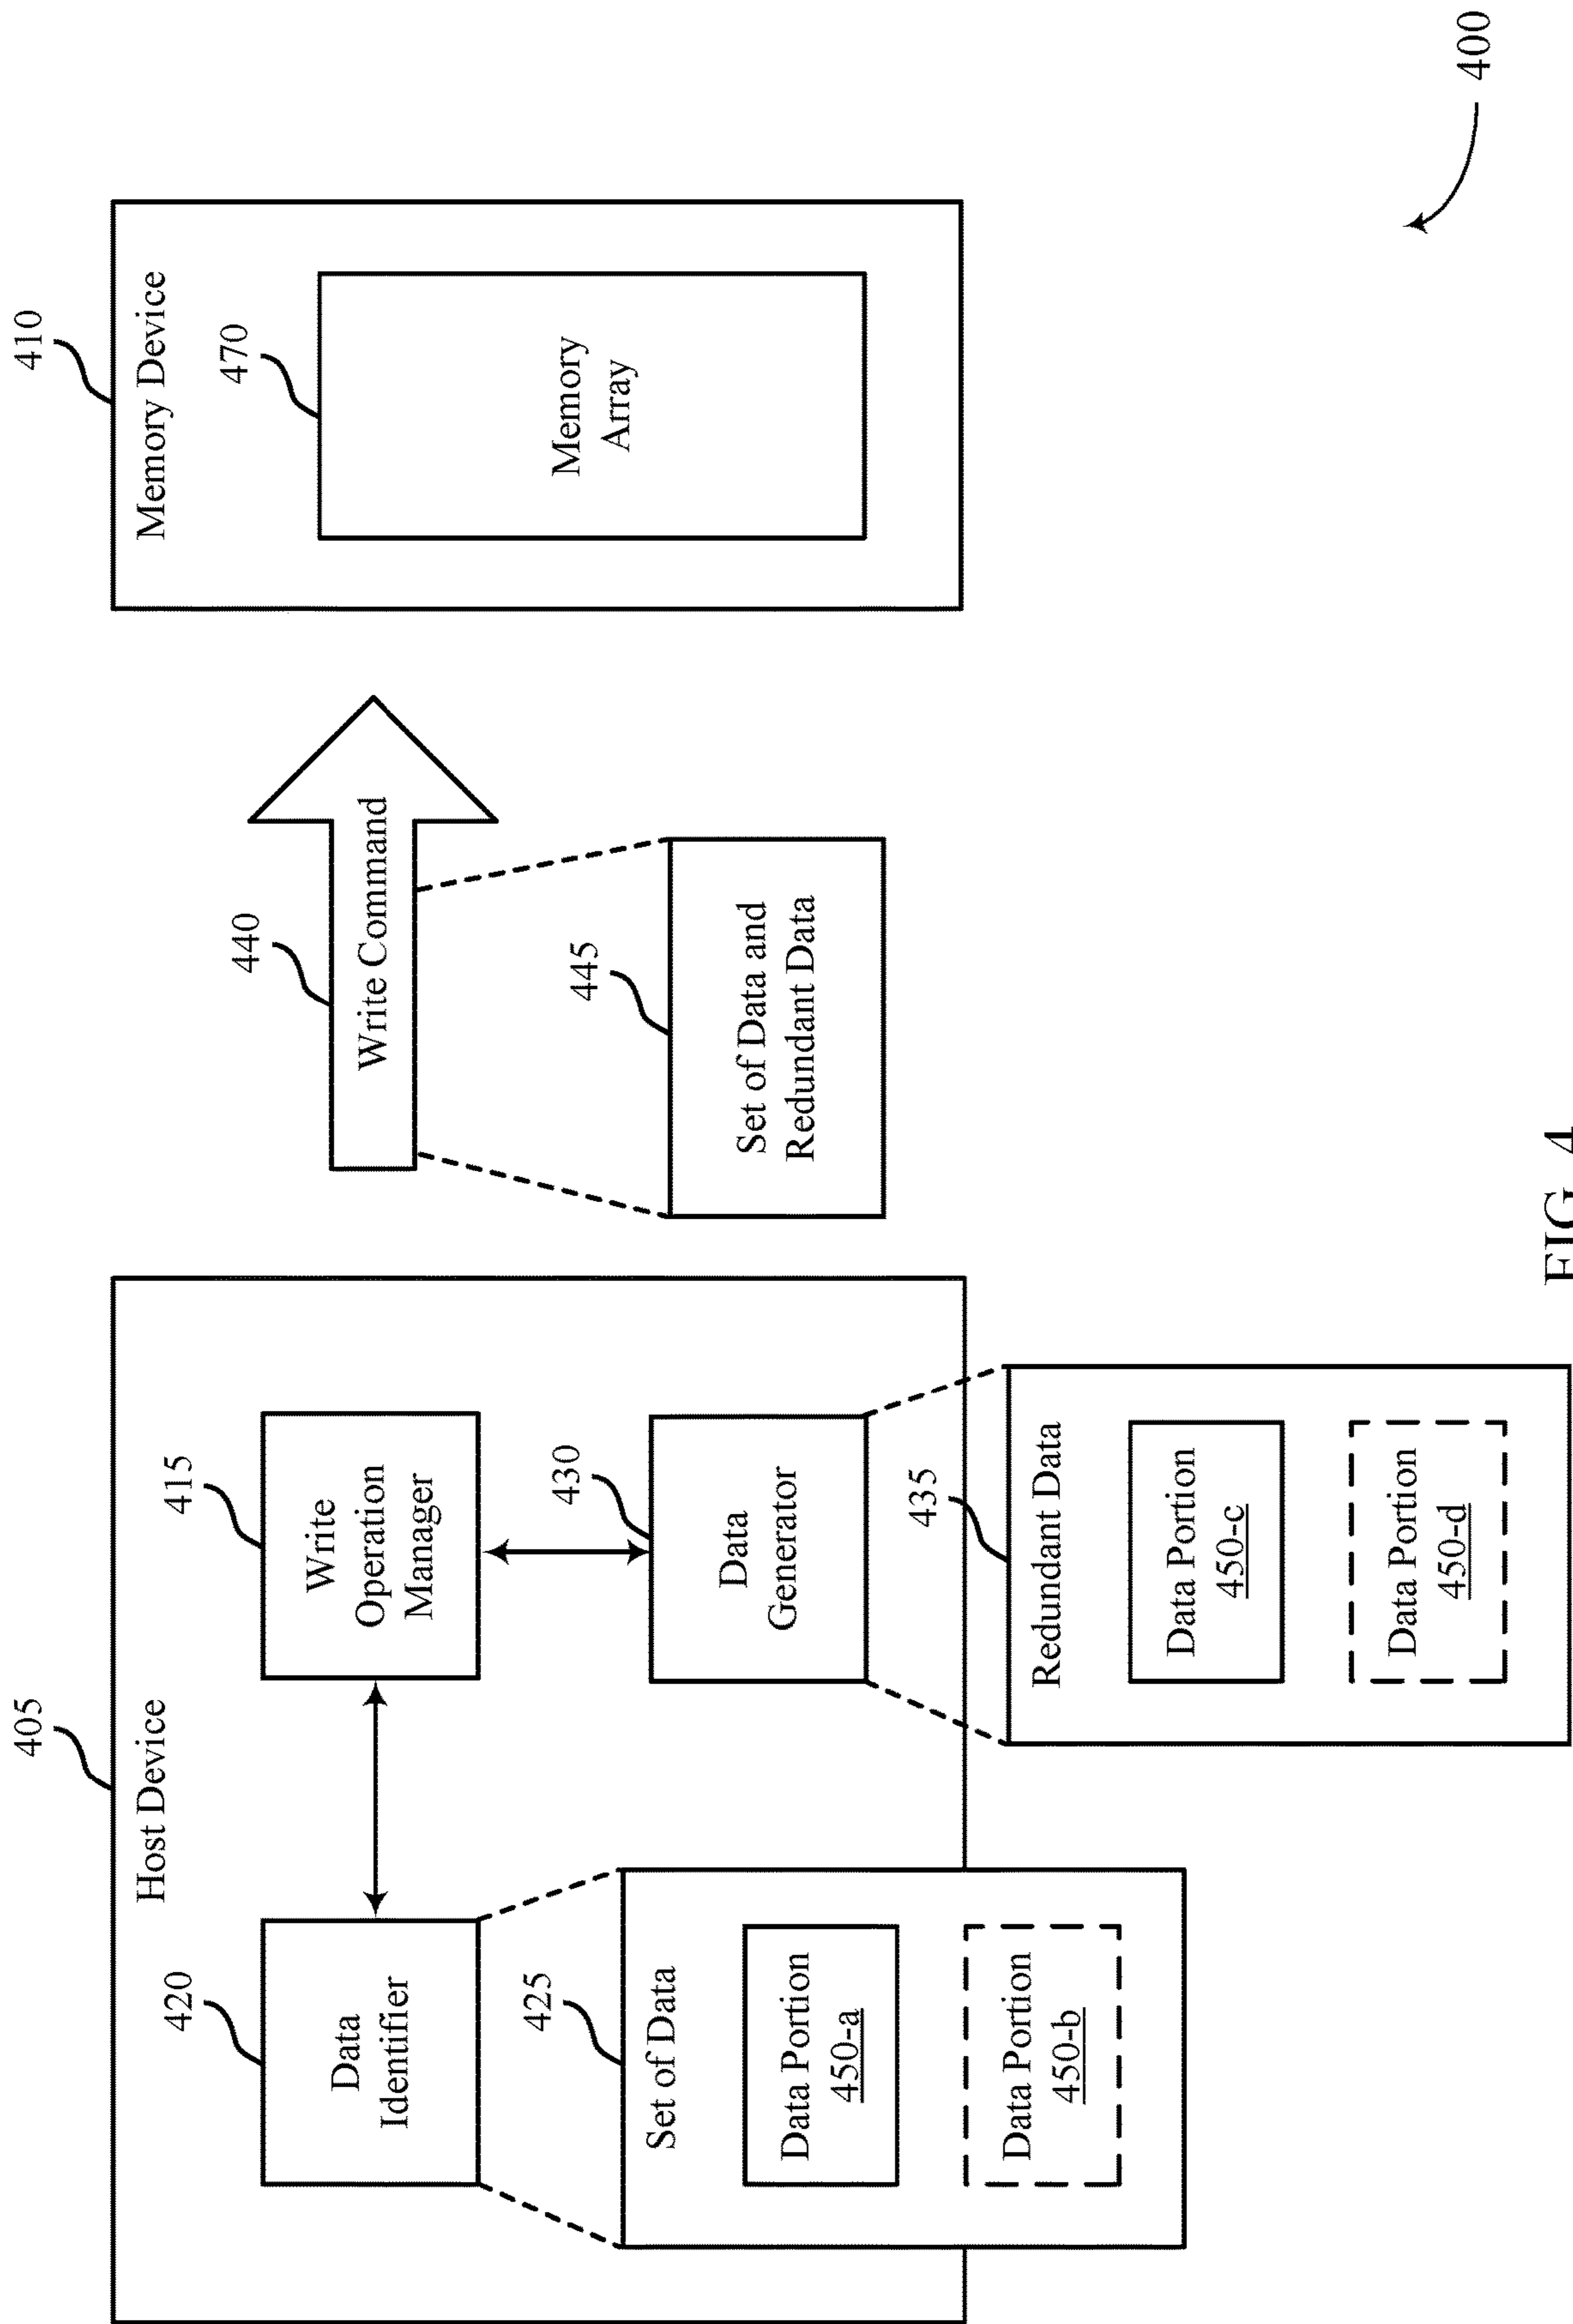 405
Host Device
420
Data
Identifier
415
Write
Operation
Manager
425
Set of Data
Data Portion
450-a
Data Portion
450-b
430
Data
Generator
435
Redundant Data
Data Portion
450-c
Data Portion
450-d
440
Write Command
445
Set of Data and
Redundant Data
410
Memory Device
470
Memory
Array
400
FIG. 4